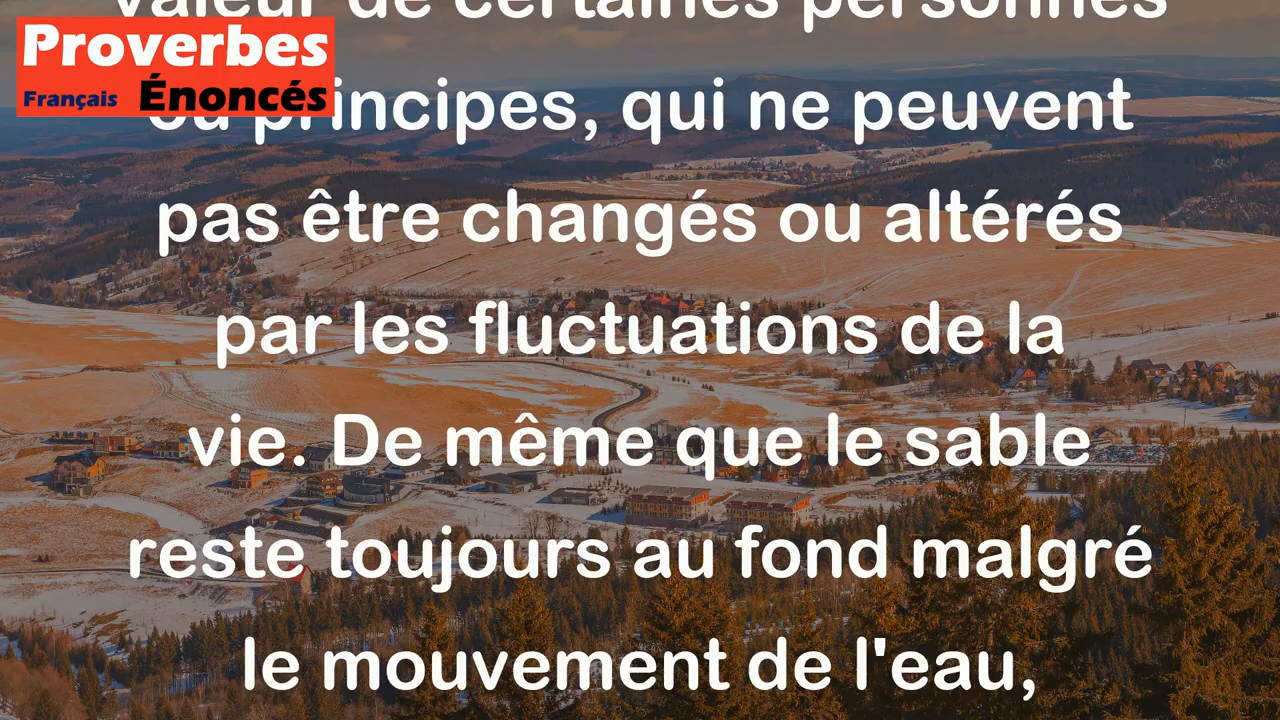 valeur de certaines personnes
Proverbes
Français Énoncés
ou principes, qui ne peuvent
pas être changés ou altérés
par les fluctuations de la
vie. De même que le sable
reste toujours au fond malgré
le mouvement de l'eau,